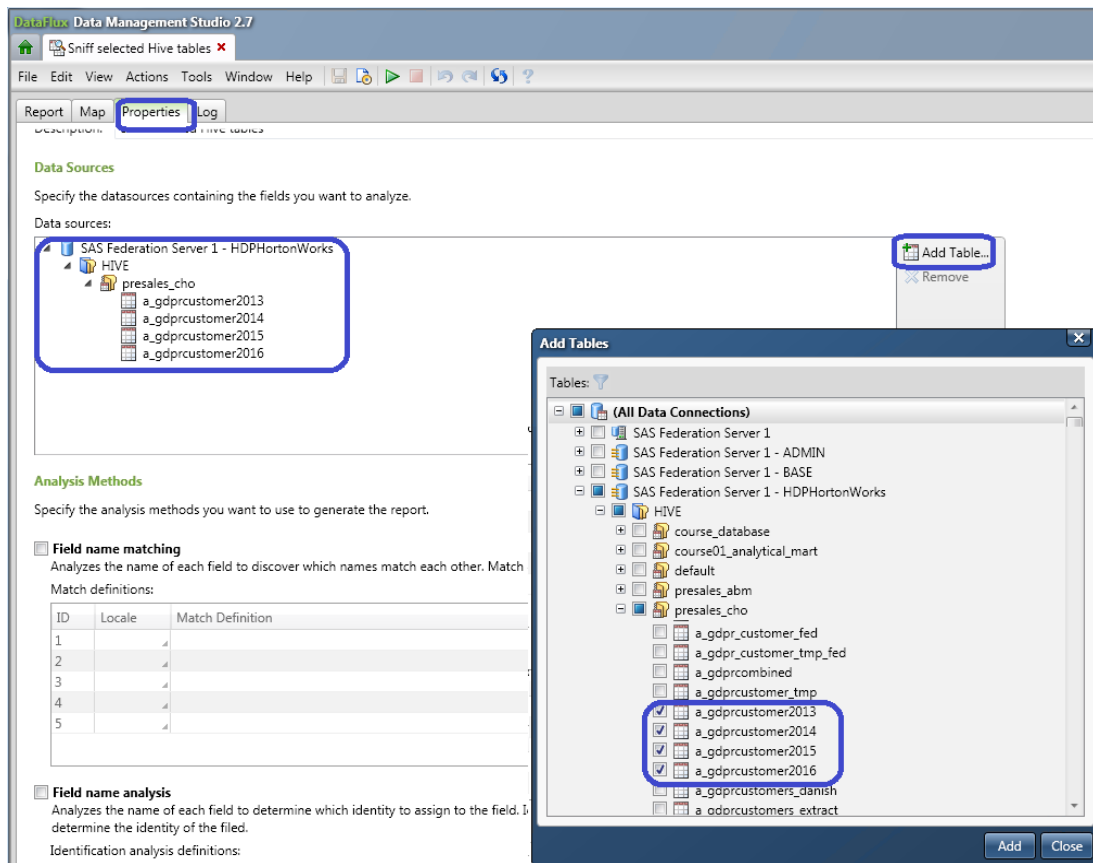 DataFlux Data Management Studio 2.7
Sniff selected Hive tables
File Edit View Actions Tools Window Help
Report Map Properties Log
Data Sources
Specify the datasources containing the fields you want to analyze.
Data sources:
SAS Federation Server 1 - HDPHortonWorks
HIVE
presales_cho
a_gdprcustomer2013
a_gdprcustomer2014
a_gdprcustomer2015
a_gdprcustomer2016
Add Table...
Remove
Analysis Methods
Specify the analysis methods you want to use to generate the report.
Field name matching
Analyzes the name of each field to discover which names match each other. Match
Match definitions:
ID Locale Match Definition
1
2
3
4
5
Field name analysis
Analyzes the name of each field to determine which identity to assign to the field.
determine the identity of the filed.
Identification analysis definitions:
Add Tables
Tables:
(All Data Connections)
SAS Federation Server 1
SAS Federation Server 1 - ADMIN
SAS Federation Server 1 - BASE
SAS Federation Server 1 - HDPHortonWorks
HIVE
course_database
course01_analytical_mart
default
presales_abm
presales_cho
a_gdpr_customer_fed
a_gdpr_customer_tmp_fed
a_gdprcombined
a_gdprcustomer_tmp
a_gdprcustomer2013
a_gdprcustomer2014
a_gdprcustomer2015
a_gdprcustomer2016
a_gdprcustomers_danish
a_gdprcustomers_extract
Add Close